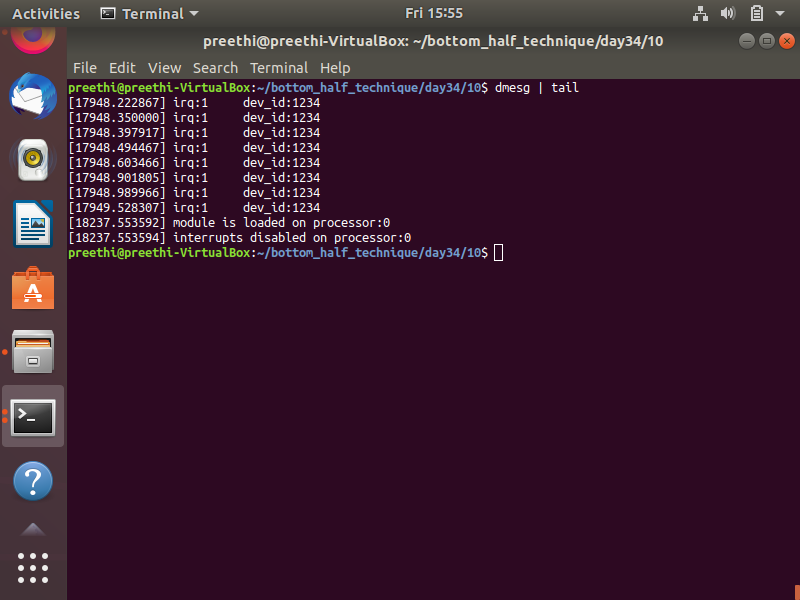 Activities Terminal Fri 15:55
preethi@preethi-VirtualBox: ~/bottom_half_technique/day34/10
File Edit View Search Terminal Help
preethi@preethi-VirtualBox:~/bottom_half_technique/day34/10$ dmesg | tail
[17948.222867] irq:1     dev_id:1234
[17948.350000] irq:1     dev_id:1234
[17948.397917] irq:1     dev_id:1234
[17948.494467] irq:1     dev_id:1234
[17948.603466] irq:1     dev_id:1234
[17948.901805] irq:1     dev_id:1234
[17948.989966] irq:1     dev_id:1234
[17949.528307] irq:1     dev_id:1234
[18237.553592] module is loaded on processor:0
[18237.553594] interrupts disabled on processor:0
preethi@preethi-VirtualBox:~/bottom_half_technique/day34/10$